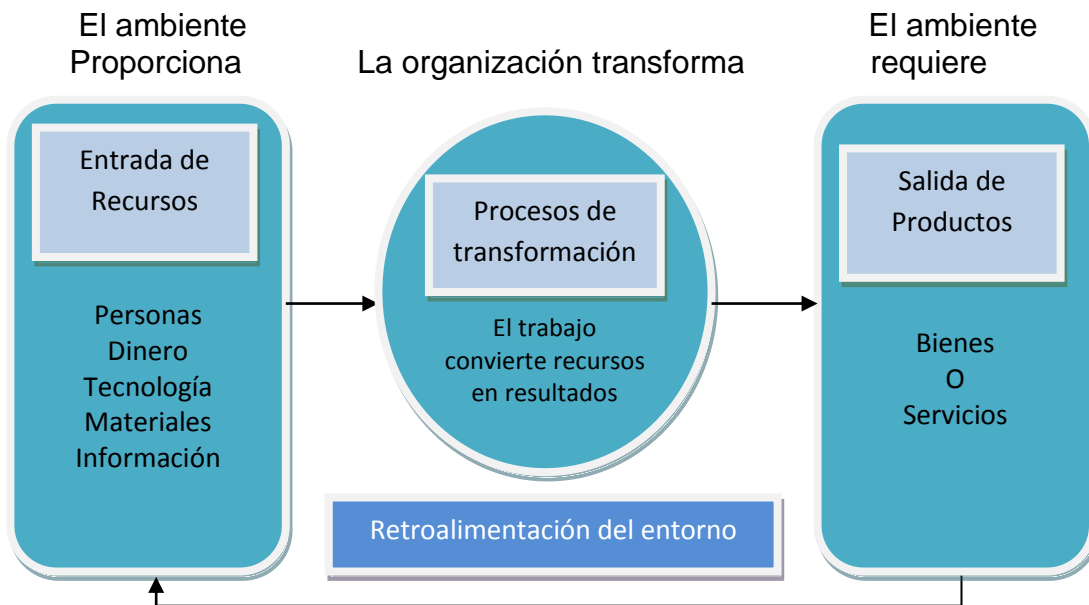 El ambiente
Proporciona
La organización transforma
El ambiente
requiere
Entrada de
Recursos
Personas
Dinero
Tecnología
Materiales
Información
Procesos de
transformación
El trabajo
convierte recursos
en resultados
Salida de
Productos
Bienes
O
Servicios
Retroalimentación del entorno